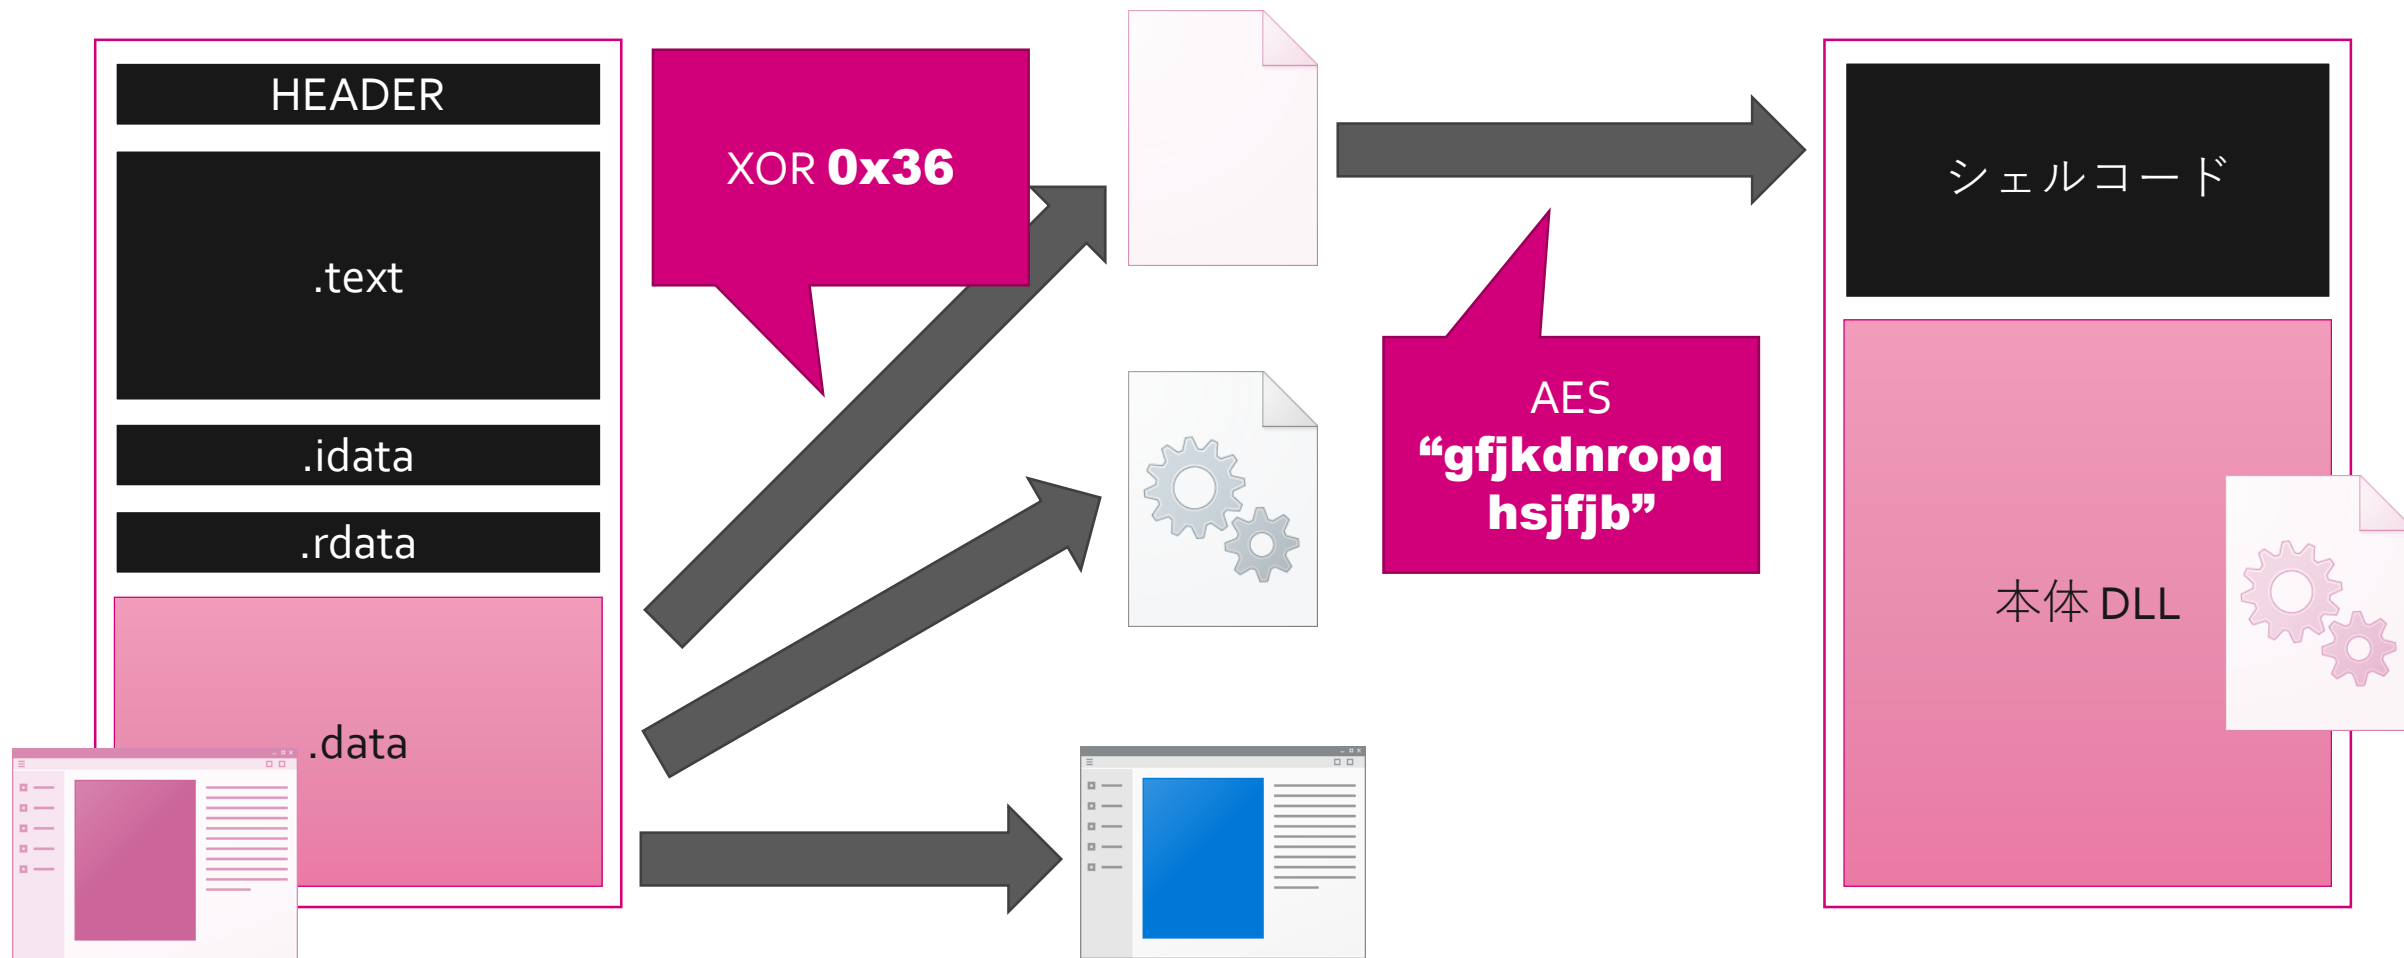 HEADER
.text
.idata
.rdata
.data
XOR 0x36
AES
“gfjkdnropq
hsjfjb”
シェルコード
本体 DLL